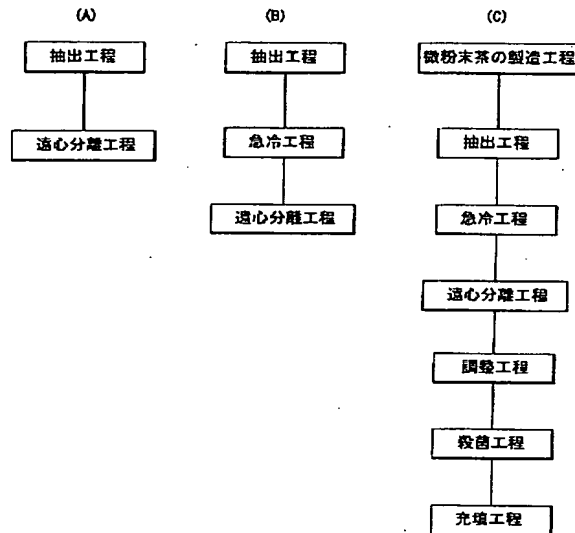 (A)
抽出工程
遠心分離工程
(B)
抽出工程
急冷工程
遠心分離工程
(C)
微粉末茶の製造工程
抽出工程
急冷工程
遠心分離工程
調整工程
殺菌工程
充填工程